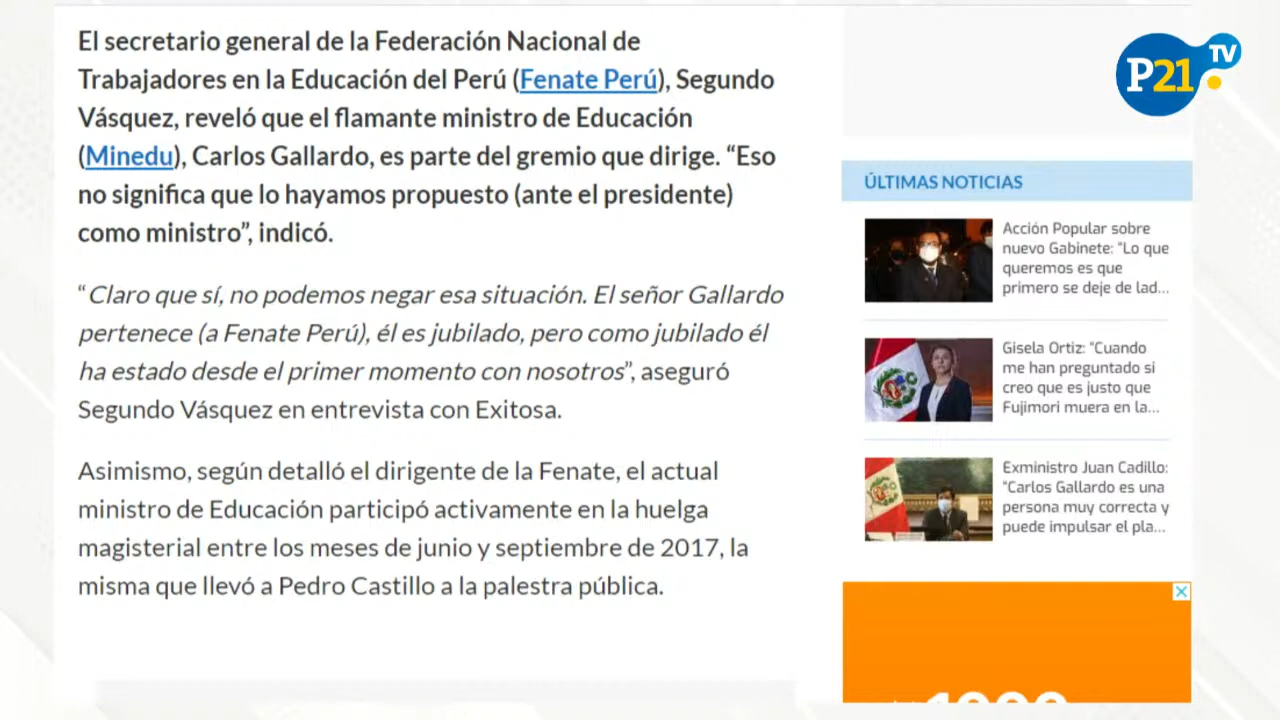 El secretario general de la Federación Nacional de
Trabajadores en la Educación del Perú (Fenate Perú), Segundo
Vásquez, reveló que el flamante ministro de Educación
(Minedu), Carlos Gallardo, es parte del gremio que dirige. “Eso
no significa que lo hayamos propuesto (ante el presidente)
como ministro”, indicó.
“Claro que sí, no podemos negar esa situación. El señor Gallardo
pertenece (a Fenate Perú), él es jubilado, pero como jubilado él
ha estado desde el primer momento con nosotros”, aseguró
Segundo Vásquez en entrevista con Exitosa.
Asimismo, según detalló el dirigente de la Fenate, el actual
ministro de Educación participó activamente en la huelga
magisterial entre los meses de junio y septiembre de 2017, la
misma que llevó a Pedro Castillo a la palestra pública.
P21 TV
ÚLTIMAS NOTICIAS
Acción Popular sobre
nuevo Gabinete: “Lo que
queremos es que
primero se deje de lad...
Gisela Ortiz: “Cuando
me han preguntado si
creo que es justo que
Fujimori muera en la...
Exministro Juan Cadillo:
“Carlos Gallardo es una
persona muy correcta y
puede impulsar el pla...